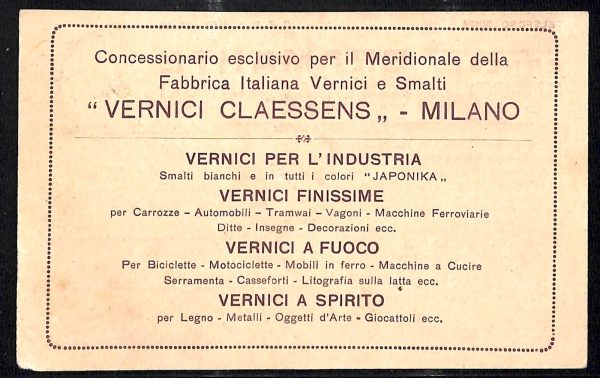 Concessionario esclusivo per il Meridionale della
Fabbrica Italiana Vernici e Smalti
"VERNICI CLAESSENS„ - MILANO
VERNICI PER L'INDUSTRIA
Smalti bianchi e in tutti i colori "JAPONIKA„
VERNICI FINISSIME
per Carrozze - Automobili - Tramwai - Vagoni - Macchine Ferroviarie
Ditte - Insegne - Decorazioni ecc.
VERNICI A FUOCO
Per Biciclette - Motociclette - Mobili in ferro - Macchine a Cucire
Serramenta - Casseforti - Litografia sulla latta ecc.
VERNICI A SPIRITO
per Legno - Metalli - Oggetti d'Arte - Giocattoli ecc.